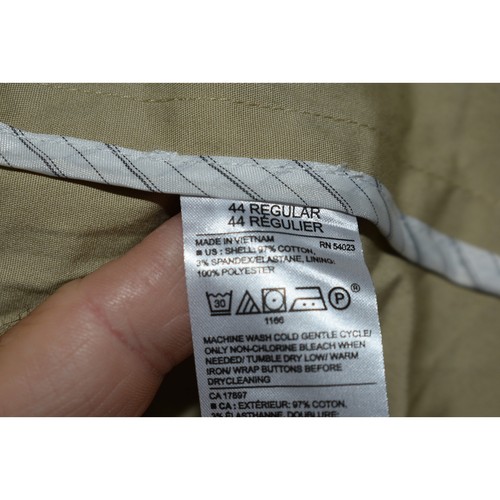 44 REGULAR
44 RÉGULIER
MADE IN VIETNAM RN 54023
■ US : SHELL: 97% COTTON,
3% SPANDEX/ELASTANE, LINING:
100% POLYESTER
30 P ®
1166
MACHINE WASH COLD GENTLE CYCLE/
ONLY NON-CHLORINE BLEACH WHEN
NEEDED/ TUMBLE DRY LOW/ WARM
IRON/ WRAP BUTTONS BEFORE
DRYCLEANING
CA 17897
■ CA : EXTÉRIEUR: 97% COTON,
3% ÉLASTHANNE, DOUBLURE: